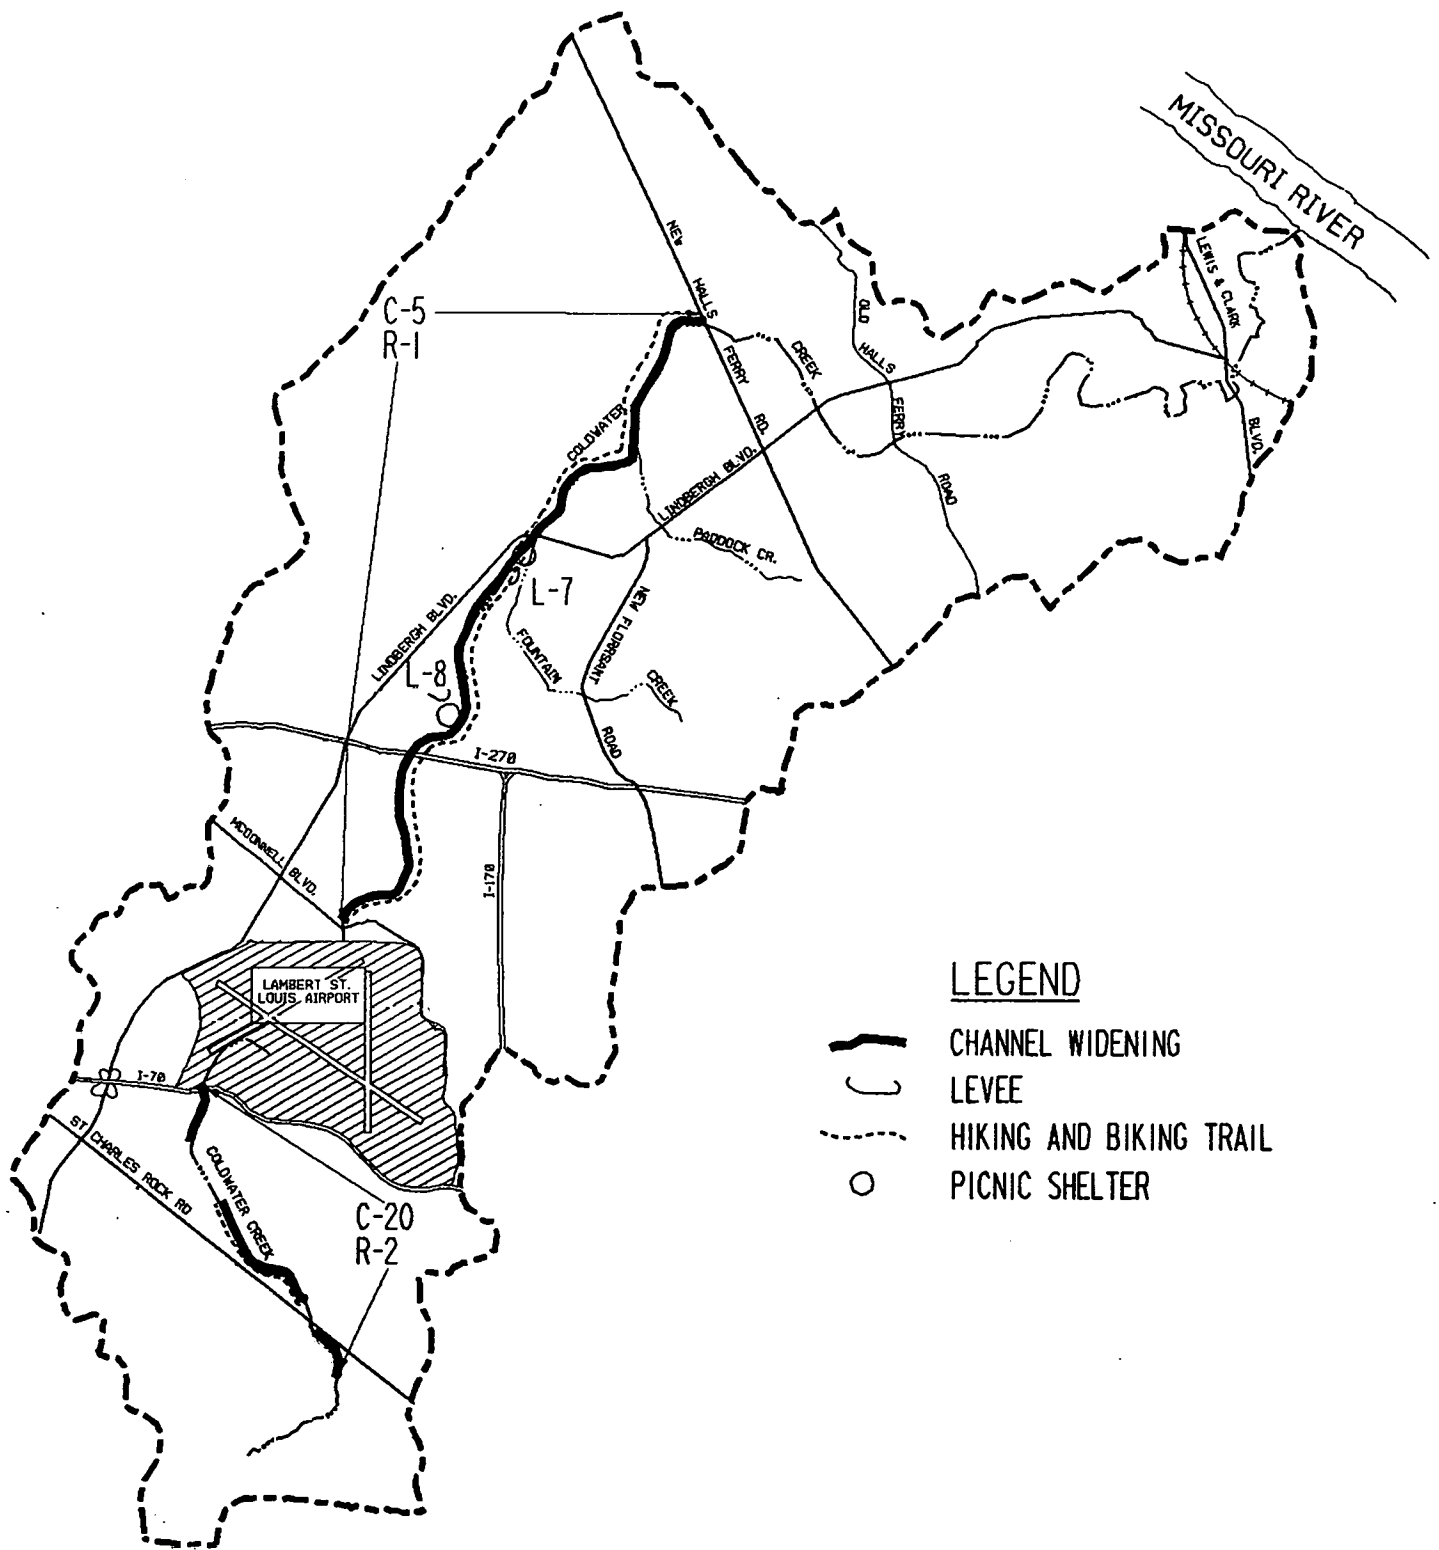 MISSOURI RIVER
NEW
HALLS
FERRY
RD.
LEWIS & CLARK
BLVD.
OLD
HALLS
FERRY
ROAD
C-5
R-1
CREEK
COLDWATER
LINDBERGH BLVD.
PADDOCK CR.
L-7
LINDBERGH BLVD.
NEW FLORRSANT
ROAD
FOUNTAIN
CREEK
L-8
I-270
MCDONNELL BLVD.
I-170
LAMBERT ST.
LOUIS AIRPORT
I-70
ST CHARLES ROCK RD
COLDWATER CREEK
C-20
R-2
LEGEND
CHANNEL WIDENING
LEVEE
HIKING AND BIKING TRAIL
PICNIC SHELTER